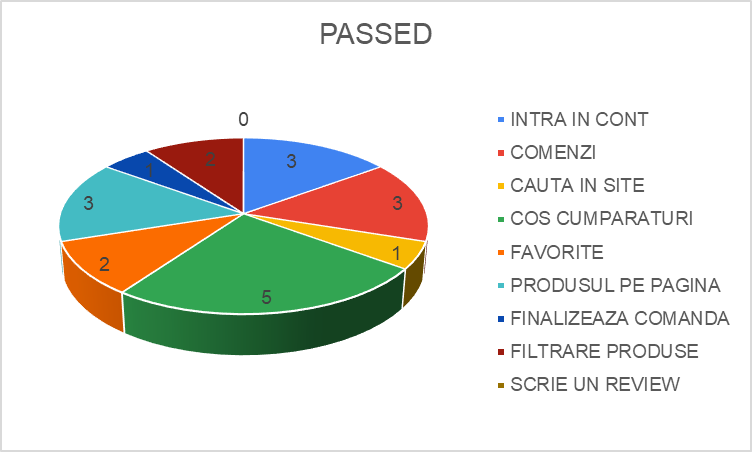 PASSED
0
3
3
1
5
2
3
1
2
INTRA IN CONT
COMENZI
CAUTA IN SITE
COS CUMPARATURI
FAVORITE
PRODUSUL PE PAGINA
FINALIZEAZA COMANDA
FILTRARE PRODUSE
SCRIE UN REVIEW